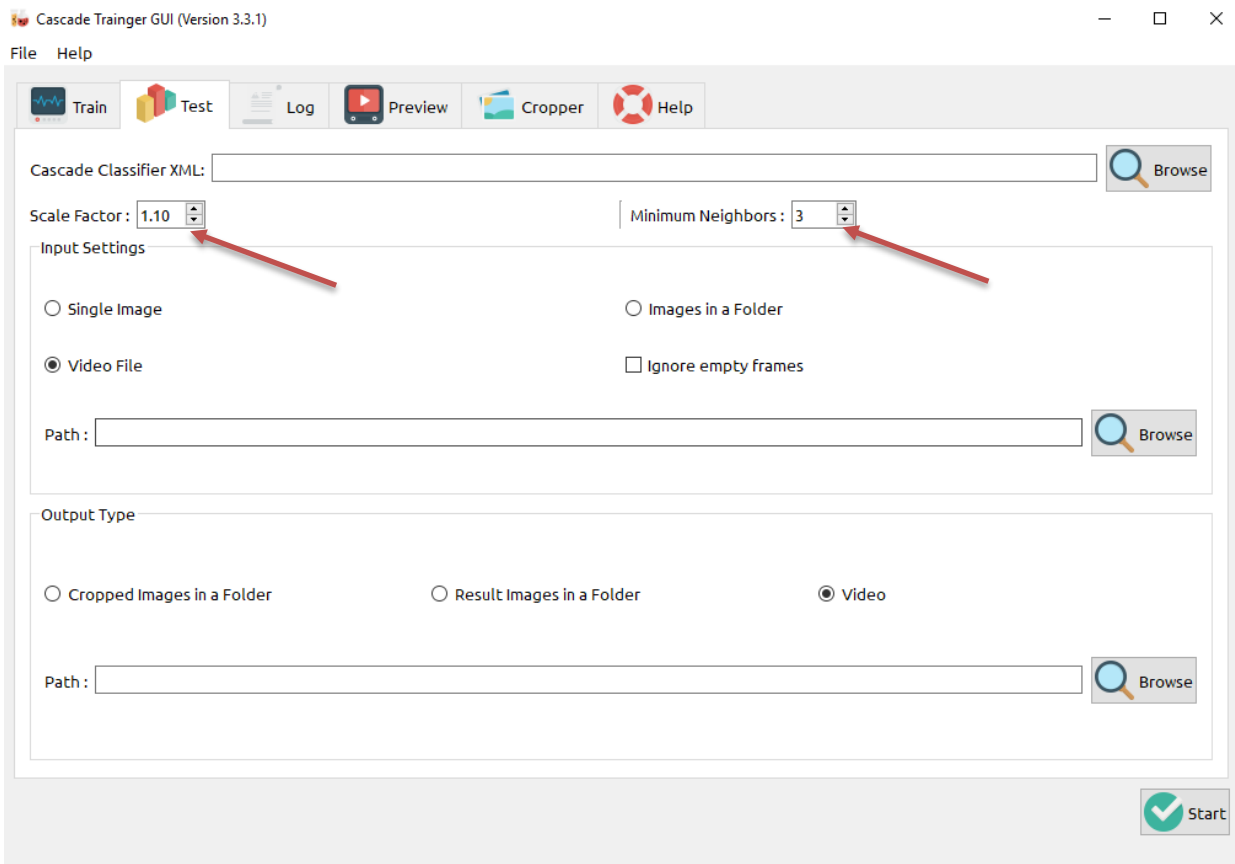 Cascade Trainger GUI (Version 3.3.1)
File Help
Train Test Log Preview Cropper Help
Cascade Classifier XML: Browse
Scale Factor : 1.10 Minimum Neighbors : 3
Input Settings
Single Image Images in a Folder
Video File Ignore empty frames
Path : Browse
Output Type
Cropped Images in a Folder Result Images in a Folder Video
Path : Browse
Start